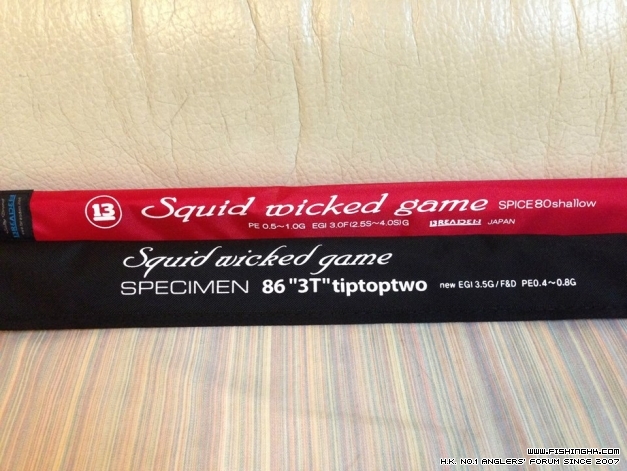 BREADEN
13 Squid wicked game SPICE80shallow
PE 0.5~1.0G EGI 3.0F(2.5S~4.0S)G BREADEN JAPAN
Squid wicked game
SPECIMEN 86"3T"tiptoptwo new EGI 3.5G/F&D PE0.4~0.8G
WWW.FISHINGHK.COM
H.K. NO.1 ANGLERS' FORUM SINCE 2007